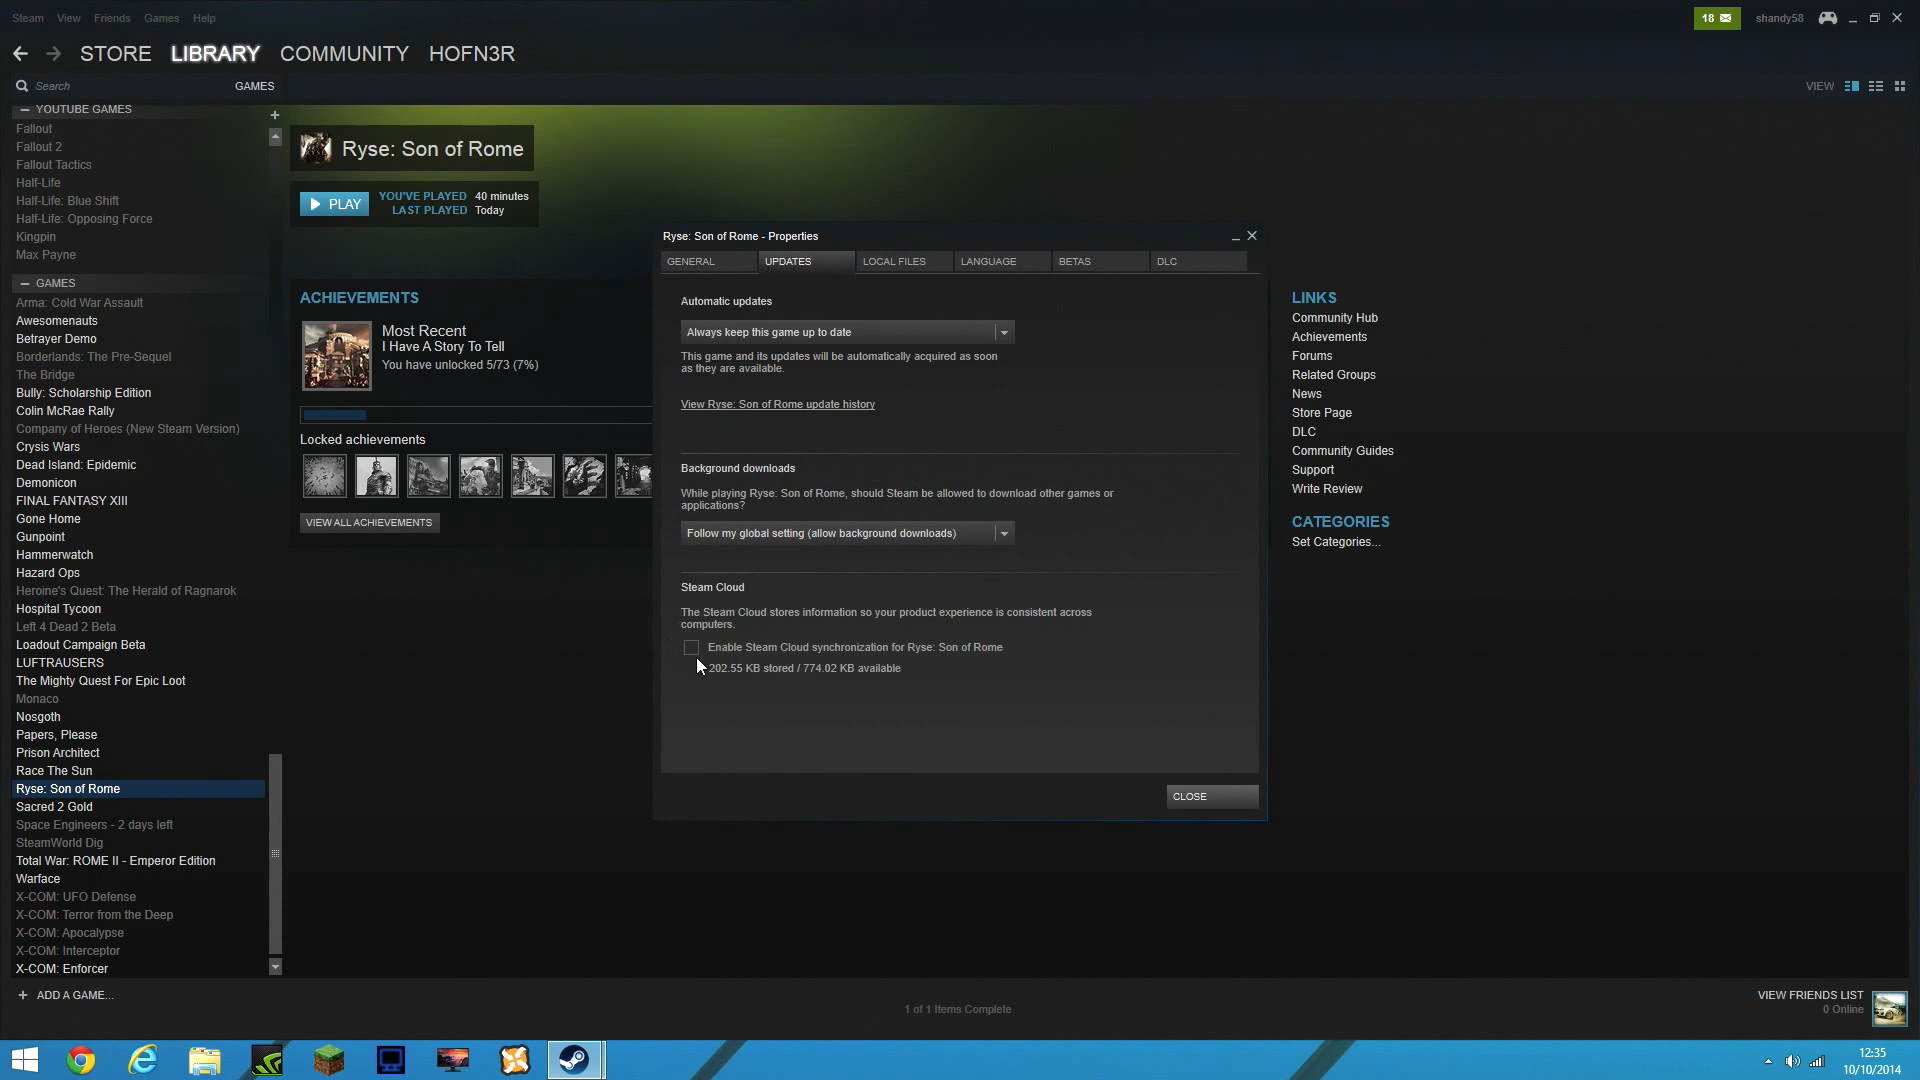 Steam View Friends Games Help
18
shandy58
STORE LIBRARY COMMUNITY HOFN3R
Search
GAMES
VIEW
YOUTUBE GAMES
Fallout
Fallout 2
Fallout Tactics
Half-Life
Half-Life: Blue Shift
Half-Life: Opposing Force
Kingpin
Max Payne
GAMES
Arma: Cold War Assault
Awesomenauts
Betrayer Demo
Borderlands: The Pre-Sequel
The Bridge
Bully: Scholarship Edition
Colin McRae Rally
Company of Heroes (New Steam Version)
Crysis Wars
Dead Island: Epidemic
Demonicon
FINAL FANTASY XIII
Gone Home
Gunpoint
Hammerwatch
Hazard Ops
Heroine's Quest: The Herald of Ragnarok
Hospital Tycoon
Left 4 Dead 2 Beta
Loadout Campaign Beta
LUFTRAUSERS
The Mighty Quest For Epic Loot
Monaco
Nosgoth
Papers, Please
Prison Architect
Race The Sun
Ryse: Son of Rome
Sacred 2 Gold
Space Engineers - 2 days left
SteamWorld Dig
Total War: ROME II - Emperor Edition
Warface
X-COM: UFO Defense
X-COM: Terror from the Deep
X-COM: Apocalypse
X-COM: Interceptor
X-COM: Enforcer
ADD A GAME...
Ryse: Son of Rome
PLAY
YOU'VE PLAYED 40 minutes
LAST PLAYED Today
ACHIEVEMENTS
Most Recent
I Have A Story To Tell
You have unlocked 5/73 (7%)
Locked achievements
VIEW ALL ACHIEVEMENTS
Ryse: Son of Rome - Properties
GENERAL UPDATES LOCAL FILES LANGUAGE BETAS DLC
Automatic updates
Always keep this game up to date
This game and its updates will be automatically acquired as soon
as they are available.
View Ryse: Son of Rome update history
Background downloads
While playing Ryse: Son of Rome, should Steam be allowed to download other games or
applications?
Follow my global setting (allow background downloads)
Steam Cloud
The Steam Cloud stores information so your product experience is consistent across
computers.
Enable Steam Cloud synchronization for Ryse: Son of Rome
202.55 KB stored / 774.02 KB available
CLOSE
LINKS
Community Hub
Achievements
Forums
Related Groups
News
Store Page
DLC
Community Guides
Support
Write Review
CATEGORIES
Set Categories...
1 of 1 Items Complete
VIEW FRIENDS LIST
0 Online
12:35
10/10/2014